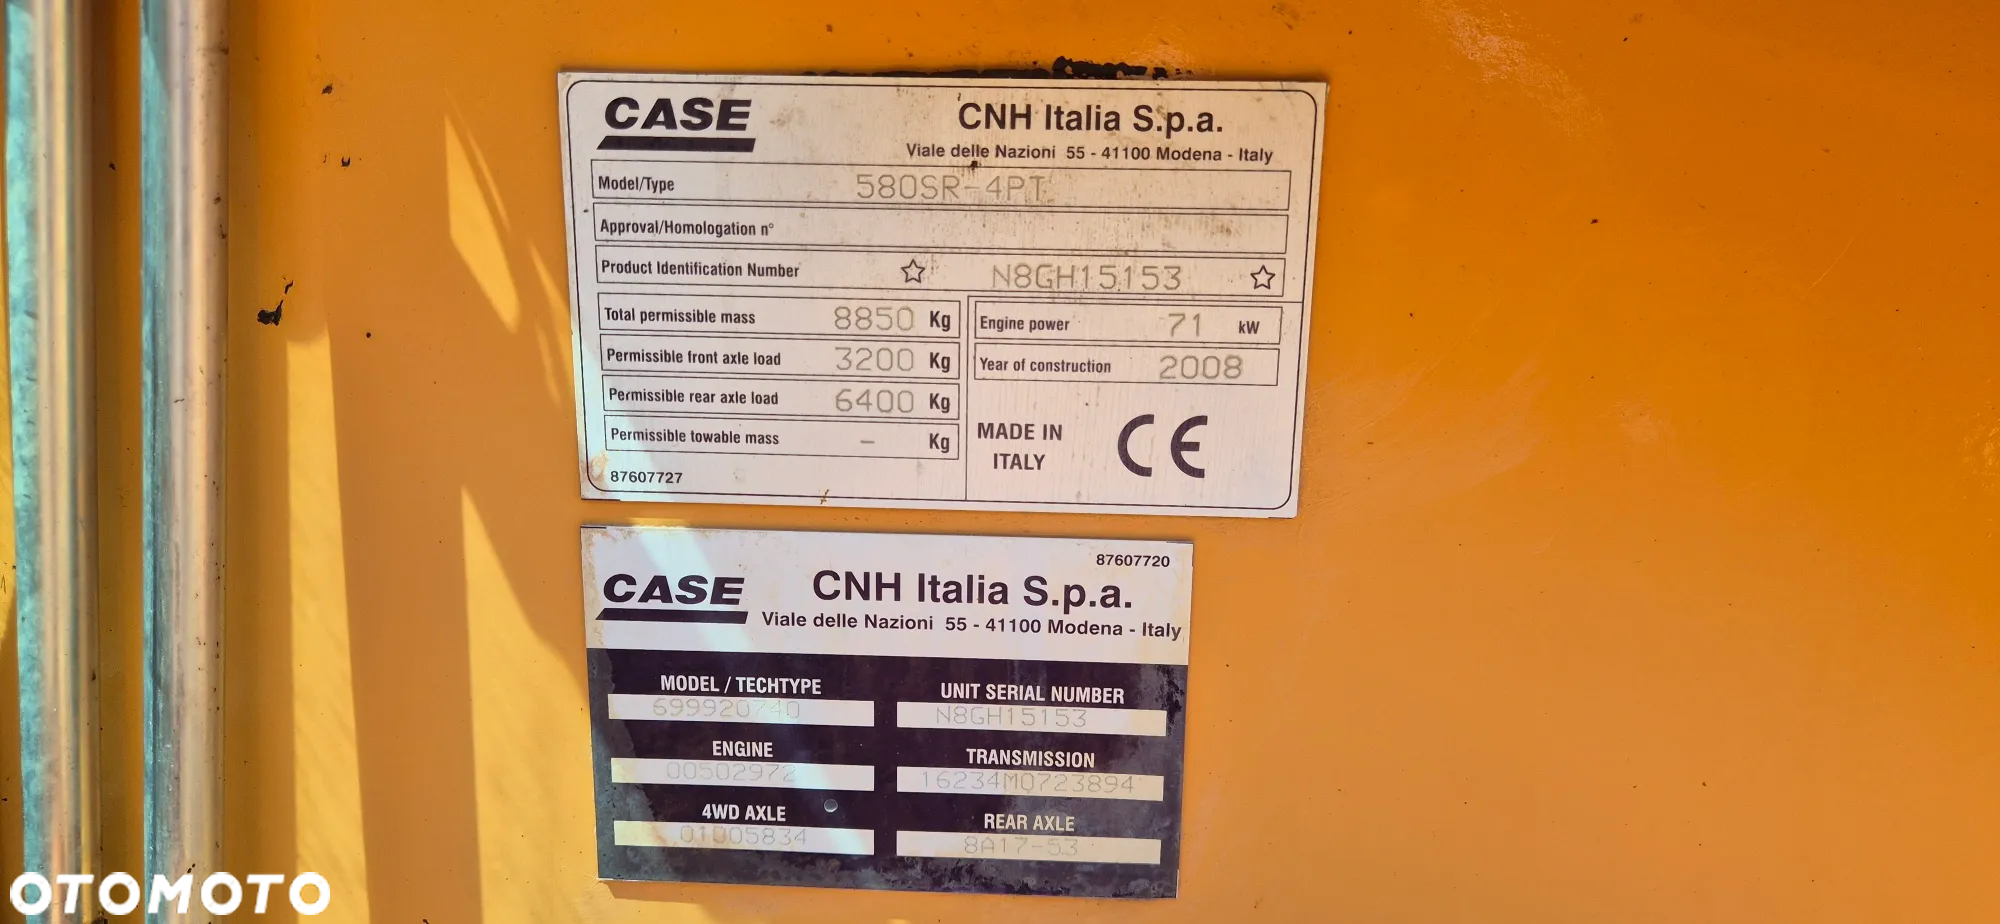 CASE
CNH Italia S.p.a.
Viale delle Nazioni 55 - 41100 Modena - Italy
Model/Type 580SR-4PT
Approval/Homologation n°
Product Identification Number ☆ N8GH15153 ☆
Total permissible mass 8850 Kg
Engine power 71 kW
Permissible front axle load 3200 Kg
Year of construction 2008
Permissible rear axle load 6400 Kg
Permissible towable mass - Kg
MADE IN
ITALY
CE
87607727
87607720
CASE
CNH Italia S.p.a.
Viale delle Nazioni 55 - 41100 Modena - Italy
MODEL / TECHTYPE
699920740
UNIT SERIAL NUMBER
N8GH15153
ENGINE
00502972
TRANSMISSION
16234M0723894
4WD AXLE
01005834
REAR AXLE
8A17-53
OTOMOTO